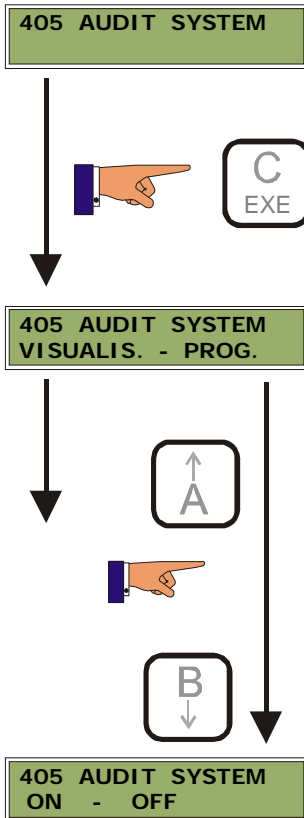 405 AUDIT SYSTEM
C
EXE
405 AUDIT SYSTEM
VISUALIS. - PROG.
A
B
405 AUDIT SYSTEM
ON - OFF